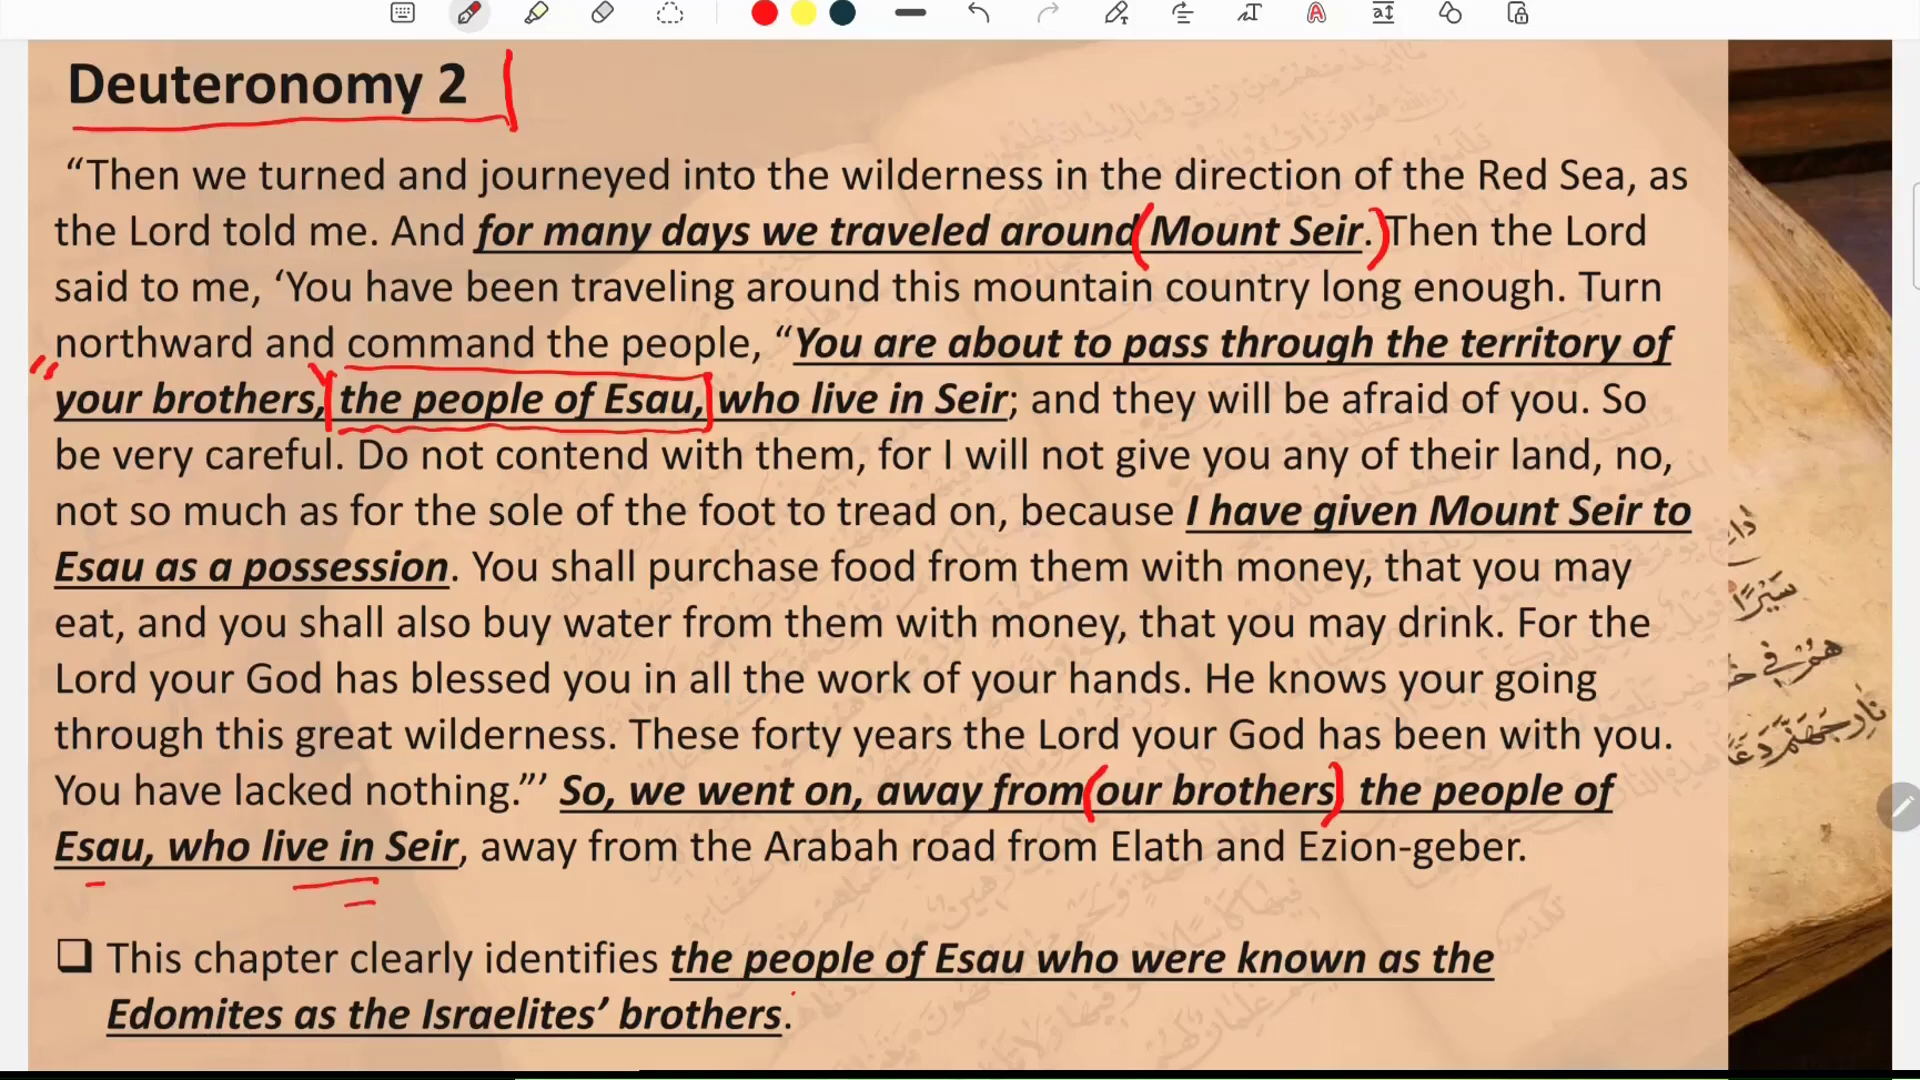 Deuteronomy 2
“Then we turned and journeyed into the wilderness in the direction of the Red Sea, as
the Lord told me. And for many days we traveled around Mount Seir. Then the Lord
said to me, ‘You have been traveling around this mountain country long enough. Turn
northward and command the people, “You are about to pass through the territory of
your brothers, the people of Esau, who live in Seir; and they will be afraid of you. So
be very careful. Do not contend with them, for I will not give you any of their land, no,
not so much as for the sole of the foot to tread on, because I have given Mount Seir to
Esau as a possession. You shall purchase food from them with money, that you may
eat, and you shall also buy water from them with money, that you may drink. For the
Lord your God has blessed you in all the work of your hands. He knows your going
through this great wilderness. These forty years the Lord your God has been with you.
You have lacked nothing.”’ So, we went on, away from our brothers, the people of
Esau, who live in Seir, away from the Arabah road from Elath and Ezion-geber.
This chapter clearly identifies the people of Esau who were known as the
Edomites as the Israelites’ brothers.
سَيْرًا
هُمْ فِي
نَارِ جَهَنَّمَ